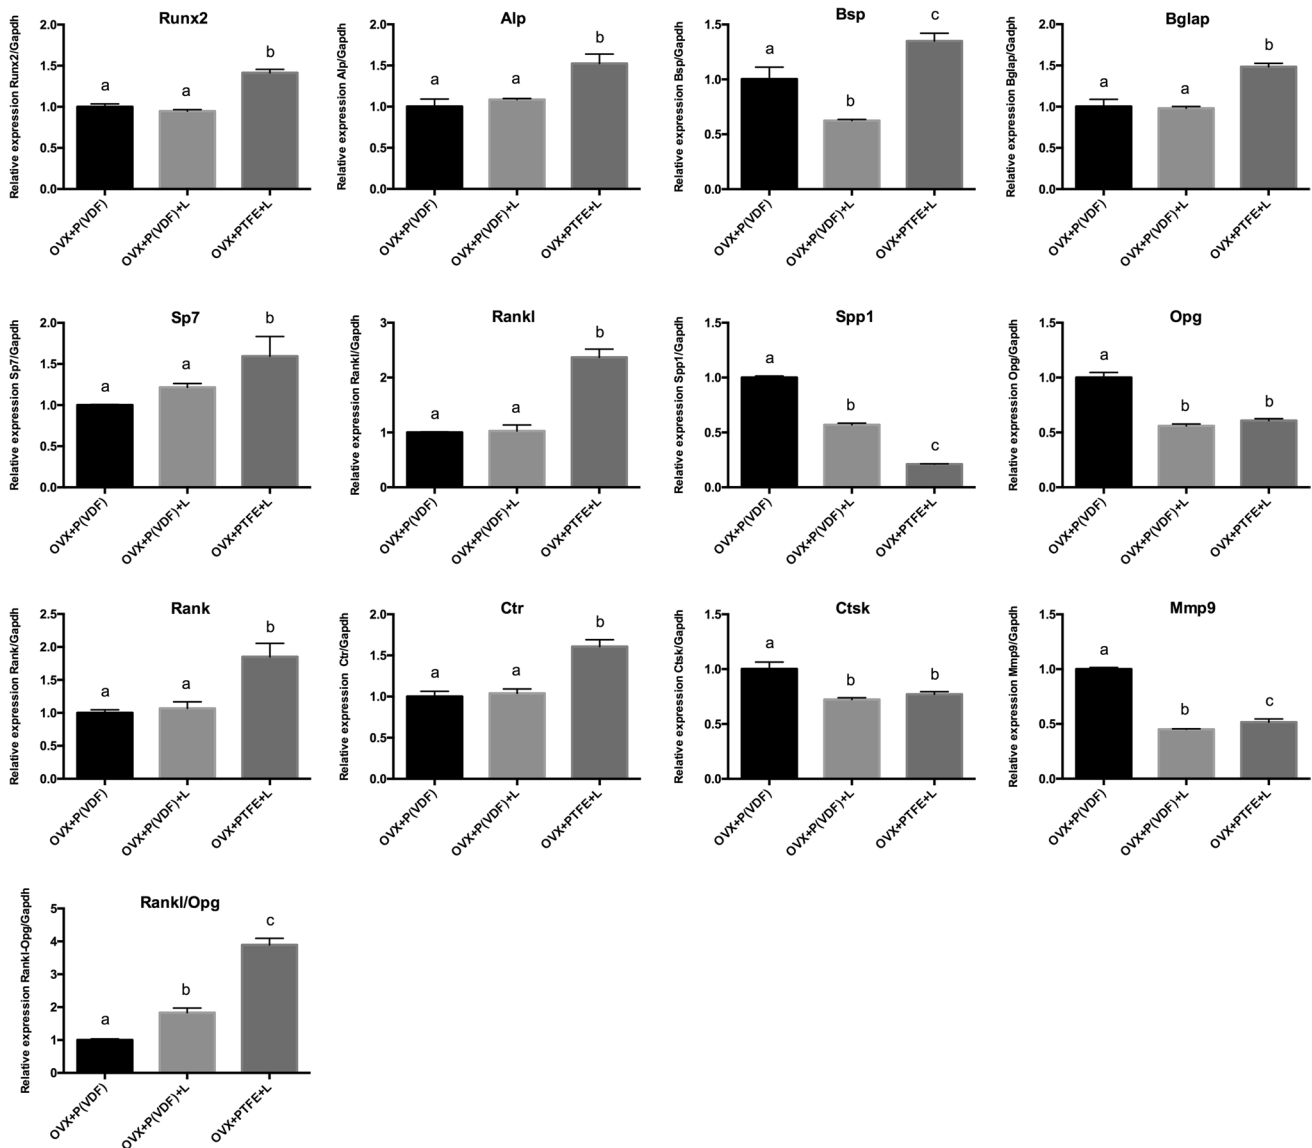 Runx2
Relative expression Runx2/Gapdh
2.0
1.5
1.0
0.5
0.0
a
a
b
OVX+P(VDF)
OVX+P(VDF)+L
OVX+PTFE+L
Alp
Relative expression Alp/Gapdh
2.0
1.5
1.0
0.5
0.0
a
a
b
OVX+P(VDF)
OVX+P(VDF)+L
OVX+PTFE+L
Bsp
Relative expression Bsp/Gapdh
1.5
1.0
0.5
0.0
a
b
c
OVX+P(VDF)
OVX+P(VDF)+L
OVX+PTFE+L
Bglap
Relative expression Bglap/Gadph
2.0
1.5
1.0
0.5
0.0
a
a
b
OVX+P(VDF)
OVX+P(VDF)+L
OVX+PTFE+L
Sp7
Relative expression Sp7/Gapdh
2.0
1.5
1.0
0.5
0.0
a
a
b
OVX+P(VDF)
OVX+P(VDF)+L
OVX+PTFE+L
Rankl
Relative expression Rankl/Gapdh
3
2
1
0
a
a
b
OVX+P(VDF)
OVX+P(VDF)+L
OVX+PTFE+L
Spp1
Relative expression Spp1/Gapdh
1.5
1.0
0.5
0.0
a
b
c
OVX+P(VDF)
OVX+P(VDF)+L
OVX+PTFE+L
Opg
Relative expression Opg/Gapdh
1.5
1.0
0.5
0.0
a
b
b
OVX+P(VDF)
OVX+P(VDF)+L
OVX+PTFE+L
Rank
Relative expression Rank/Gapdh
2.5
2.0
1.5
1.0
0.5
0.0
a
a
b
OVX+P(VDF)
OVX+P(VDF)+L
OVX+PTFE+L
Ctr
Relative expression Ctr/Gapdh
2.0
1.5
1.0
0.5
0.0
a
a
b
OVX+P(VDF)
OVX+P(VDF)+L
OVX+PTFE+L
Ctsk
Relative expression Ctsk/Gapdh
1.5
1.0
0.5
0.0
a
b
b
OVX+P(VDF)
OVX+P(VDF)+L
OVX+PTFE+L
Mmp9
Relative expression Mmp9/Gapdh
1.5
1.0
0.5
0.0
a
b
c
OVX+P(VDF)
OVX+P(VDF)+L
OVX+PTFE+L
Rankl/Opg
Relative expression Rankl-Opg/Gapdh
5
4
3
2
1
0
a
b
c
OVX+P(VDF)
OVX+P(VDF)+L
OVX+PTFE+L